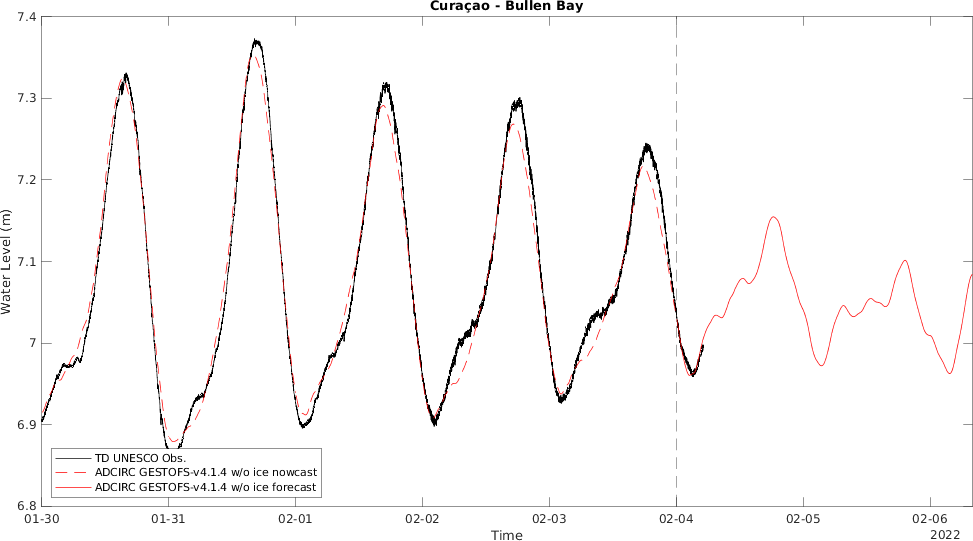 Curaçao - Bullen Bay
7.4
7.3
7.2
7.1
7
6.9
6.8
Water Level (m)
TD UNESCO Obs.
ADCIRC GESTOFS-v4.1.4 w/o ice nowcast
ADCIRC GESTOFS-v4.1.4 w/o ice forecast
01-30 01-31 02-01 02-02 02-03 02-04 02-05 02-06
Time
2022